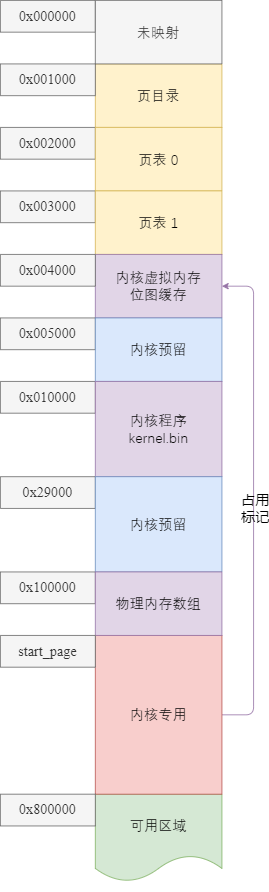 0x000000
未映射
0x001000
页目录
0x002000
页表 0
0x003000
页表 1
0x004000
内核虚拟内存
位图缓存
0x005000
内核预留
0x010000
内核程序
kernel.bin
0x29000
内核预留
占用
标记
0x100000
物理内存数组
start_page
内核专用
0x800000
可用区域